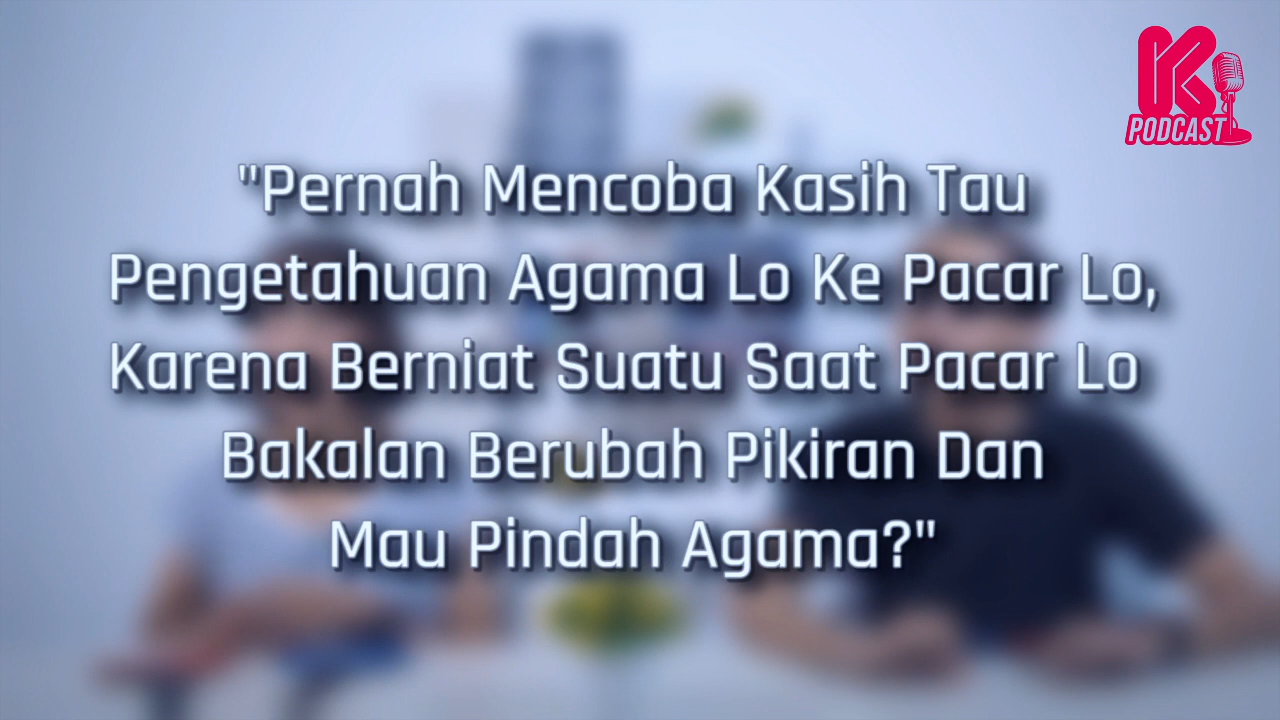 K
PODCAST
"Pernah Mencoba Kasih Tau
Pengetahuan Agama Lo Ke Pacar Lo,
Karena Berniat Suatu Saat Pacar Lo
Bakalan Berubah Pikiran Dan
Mau Pindah Agama?"